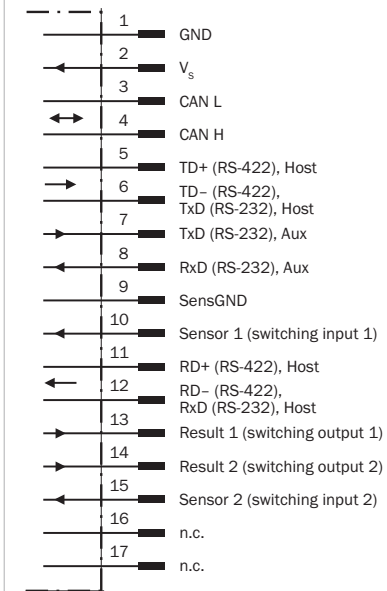 1
GND
2
Vs
3
CAN L
4
CAN H
5
TD+ (RS-422), Host
6
TD– (RS-422),
TxD (RS-232), Host
7
TxD (RS-232), Aux
8
RxD (RS-232), Aux
9
SensGND
10
Sensor 1 (switching input 1)
11
RD+ (RS-422), Host
12
RD– (RS-422),
RxD (RS-232), Host
13
Result 1 (switching output 1)
14
Result 2 (switching output 2)
15
Sensor 2 (switching input 2)
16
n.c.
17
n.c.